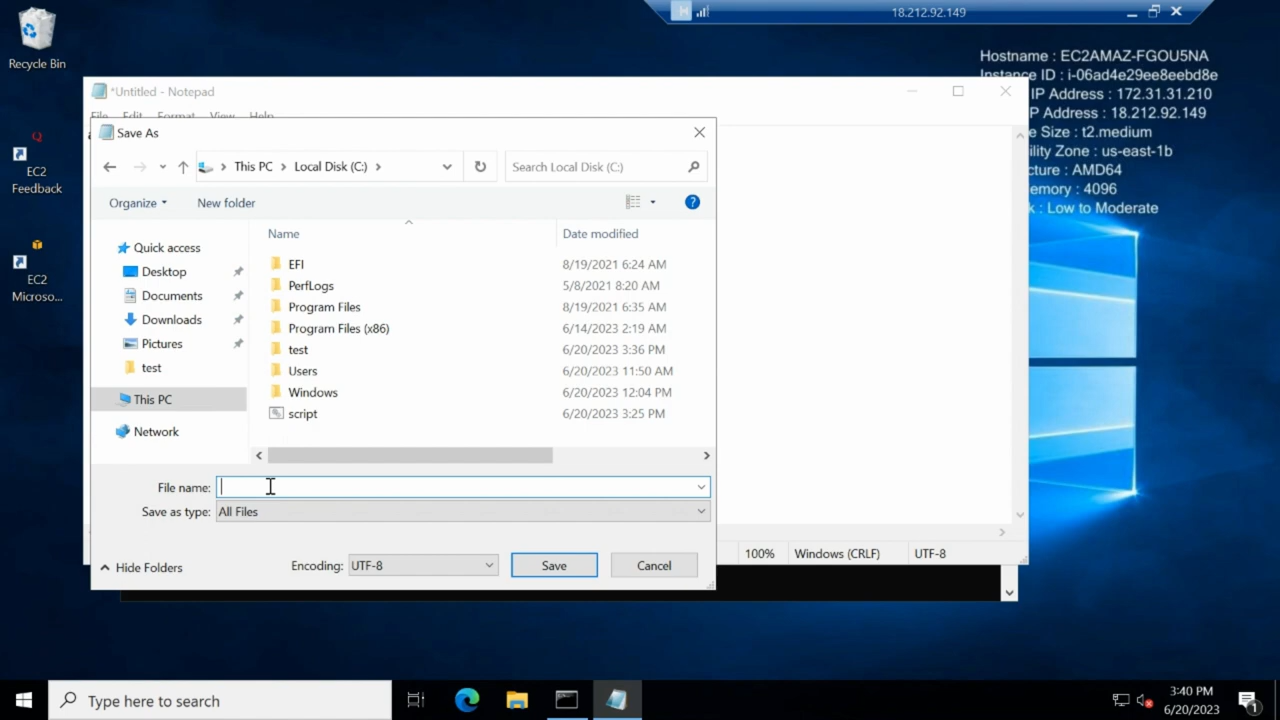 Recycle Bin
EC2
Feedback
EC2
Microso...
18.212.92.149
Hostname : EC2AMAZ-FGOU5NA
Instance ID : i-06ad4e29ee8eebd8e
IP Address : 172.31.31.210
P Address : 18.212.92.149
e Size : t2.medium
ility Zone : us-east-1b
cture : AMD64
emory : 4096
k : Low to Moderate
*Untitled - Notepad
File Edit Format View Help
Save As
This PC > Local Disk (C:) >
Search Local Disk (C:)
Organize
New folder
Name
Date modified
Quick access
Desktop
Documents
Downloads
Pictures
test
This PC
Network
EFI 8/19/2021 6:24 AM
PerfLogs 5/8/2021 8:20 AM
Program Files 8/19/2021 6:35 AM
Program Files (x86) 6/14/2023 2:19 AM
test 6/20/2023 3:36 PM
Users 6/20/2023 11:50 AM
Windows 6/20/2023 12:04 PM
script 6/20/2023 3:25 PM
File name:
Save as type: All Files
Hide Folders
Encoding: UTF-8
Save
Cancel
100%
Windows (CRLF)
UTF-8
Type here to search
3:40 PM
6/20/2023
1